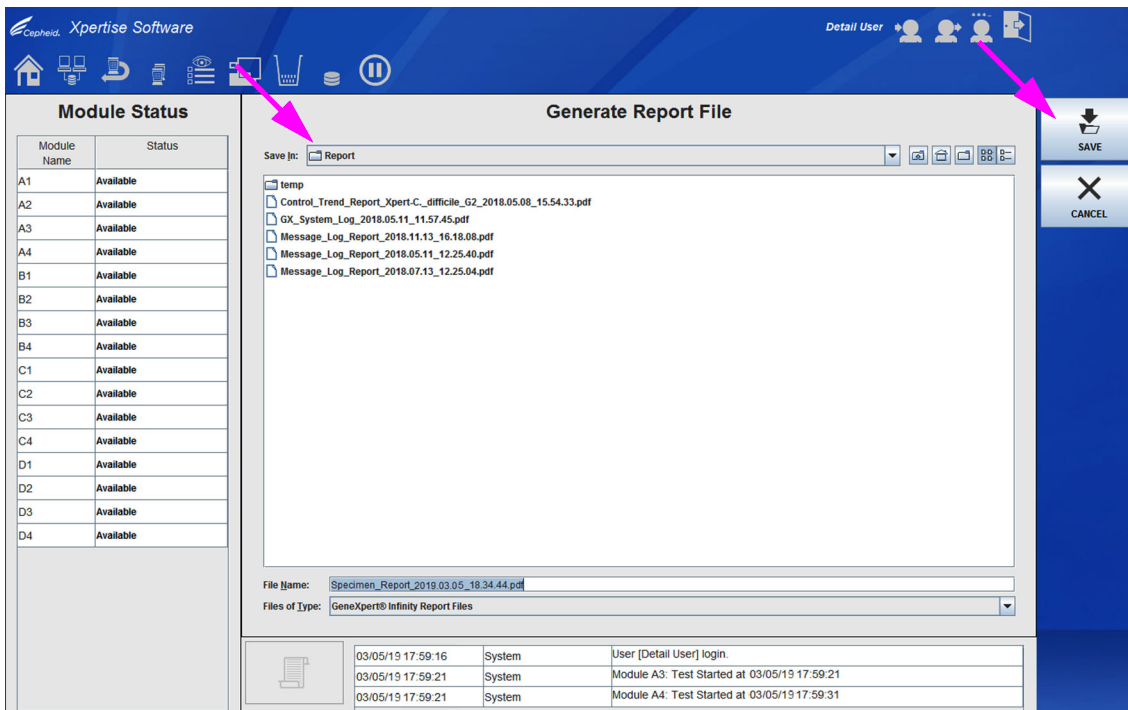 Cepheid. Xpertise Software
Detail User
Module Status
Module Name Status
A1 Available
A2 Available
A3 Available
A4 Available
B1 Available
B2 Available
B3 Available
B4 Available
C1 Available
C2 Available
C3 Available
C4 Available
D1 Available
D2 Available
D3 Available
D4 Available
Generate Report File
Save In: Report
temp
Control_Trend_Report_Xpert-C._difficile_G2_2018.05.08_15.54.33.pdf
GX_System_Log_2018.05.11_11.57.45.pdf
Message_Log_Report_2018.11.13_16.18.08.pdf
Message_Log_Report_2018.05.11_12.25.40.pdf
Message_Log_Report_2018.07.13_12.25.04.pdf
File Name: Specimen_Report_2019.03.05_18.34.44.pdf
Files of Type: GeneXpert® Infinity Report Files
03/05/19 17:59:16 System User [Detail User] login.
03/05/19 17:59:21 System Module A3: Test Started at 03/05/19 17:59:21
03/05/19 17:59:21 System Module A4: Test Started at 03/05/19 17:59:31
SAVE
CANCEL